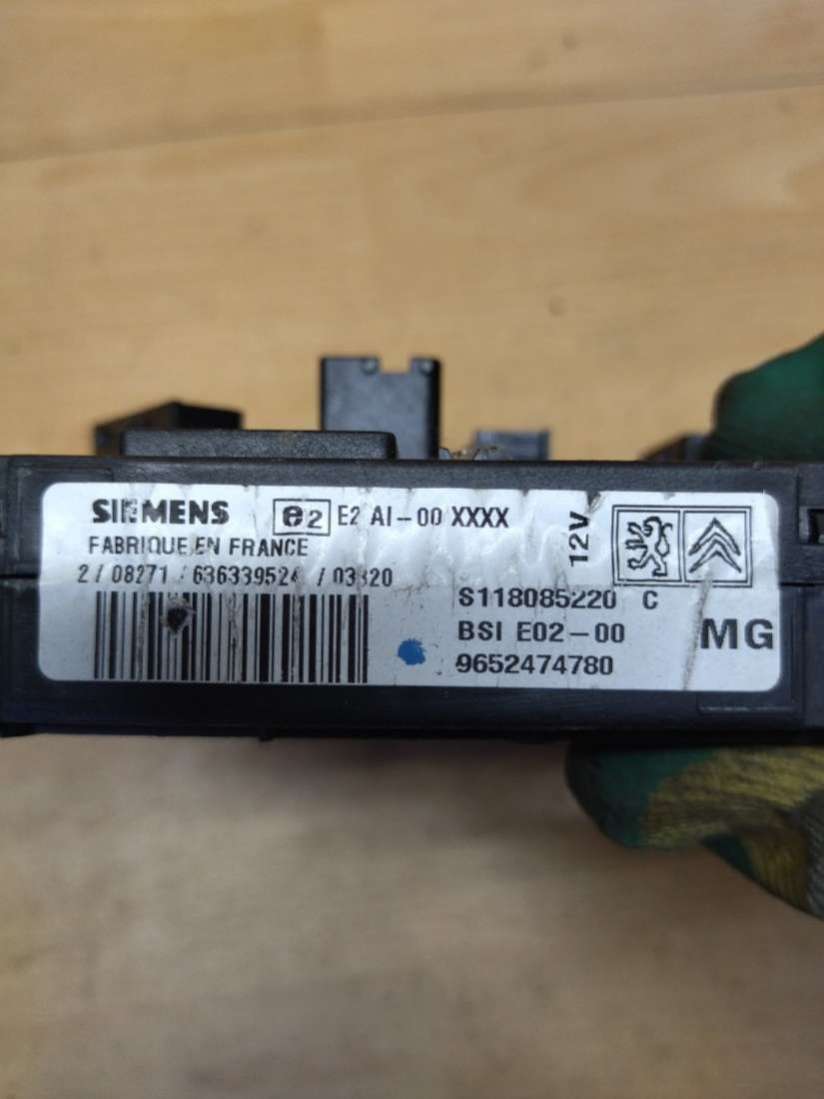 SIEMENS e2 E2 AI-00 XXXX
FABRIQUE EN FRANCE
12V
2/08271/636339524/03320
S118085220 C
BSI E02-00
9652474780
MG